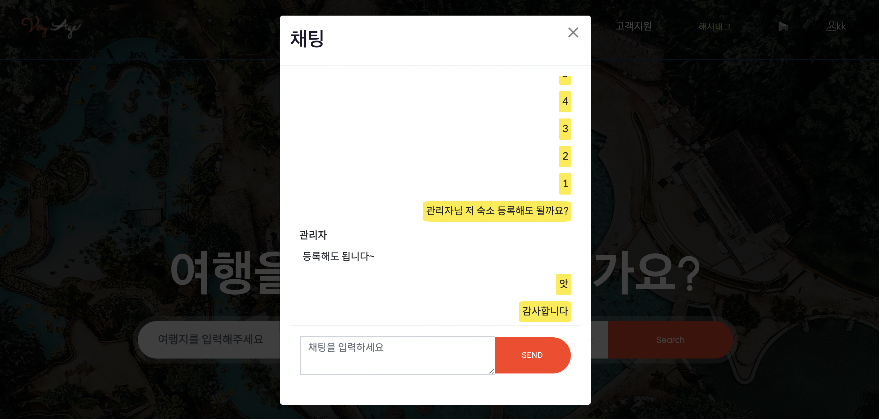 고객지원
해시태그
kk
채팅
4
3
2
1
관리자님 저 숙소 등록해도 될까요?
관리자
등록해도 됩니다~
맛
감사합니다
채팅을 입력하세요
SEND
여행을
가요?
여행지를 입력해주세요
Search